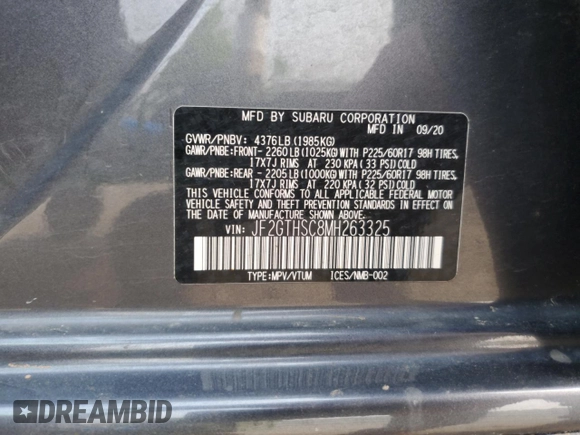 MFD BY SUBARU CORPORATION
MFD IN 09/20
GVWR/PNBV: 4376LB (1985KG)
GAWR/PNBE:FRONT- 2260LB (1025KG) WITH P225/60R17 98H TIRES,
17X7J RIMS AT 230 KPA (33 PSI) COLD
GAWR/PNBE:REAR - 2205LB (1000KG) WITH P225/60R17 98H TIRES,
17X7J RIMS AT 220 KPA (32 PSI) COLD
THIS VEHICLE CONFORMS TO ALL APPLICABLE FEDERAL MOTOR
VEHICLE SAFETY AND THEFT PREVENTION STANDARDS IN
EFFECT ON THE DATE OF MANUFACTURE SHOWN ABOVE.
VIN: JF2GTHSC8MH263325
TYPE:MPV/VTUM ICES/NMB-002
DREAMBID